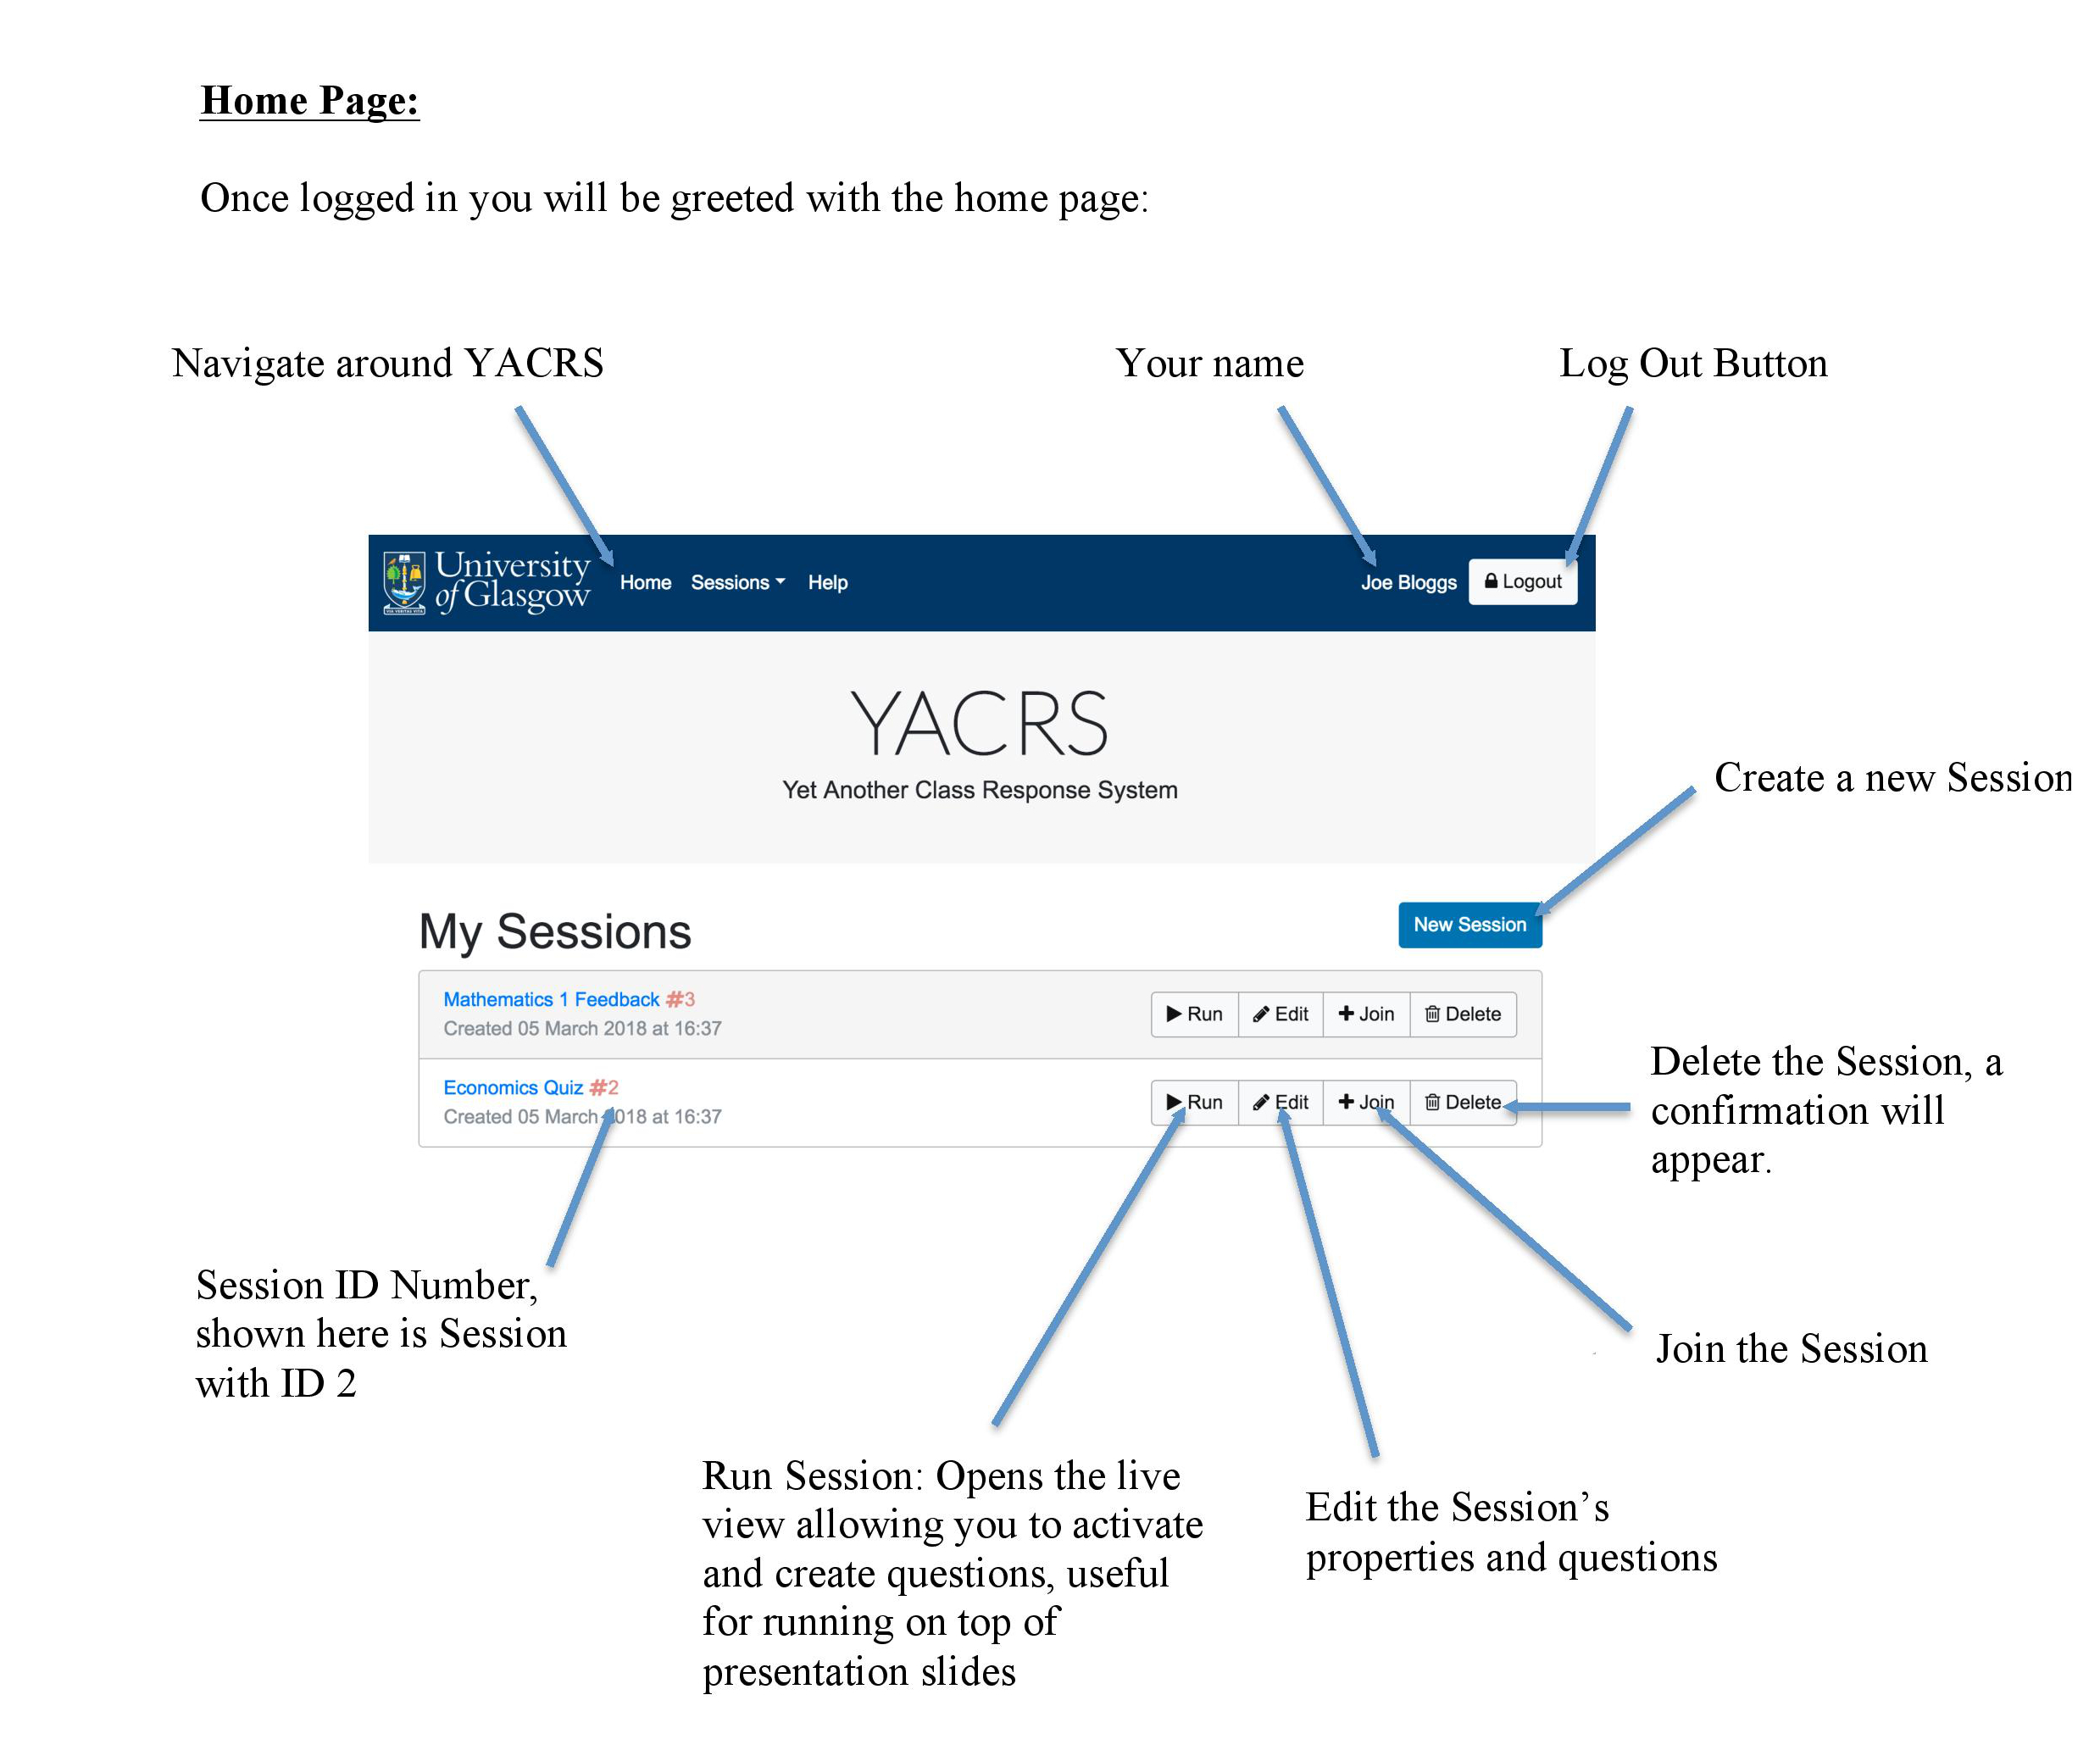 Home Page:
Once logged in you will be greeted with the home page:
Navigate around YACRS
Your name
Log Out Button
University
of Glasgow
VIA VERITAS VITA
Home Sessions Help
Joe Bloggs
Logout
YACRS
Yet Another Class Response System
Create a new Session
My Sessions
New Session
Mathematics 1 Feedback #3
Created 05 March 2018 at 16:37
Run Edit Join Delete
Economics Quiz #2
Created 05 March 2018 at 16:37
Run Edit Join Delete
Delete the Session, a
confirmation will
appear.
Session ID Number,
shown here is Session
with ID 2
Join the Session
Run Session: Opens the live
view allowing you to activate
and create questions, useful
for running on top of
presentation slides
Edit the Session’s
properties and questions